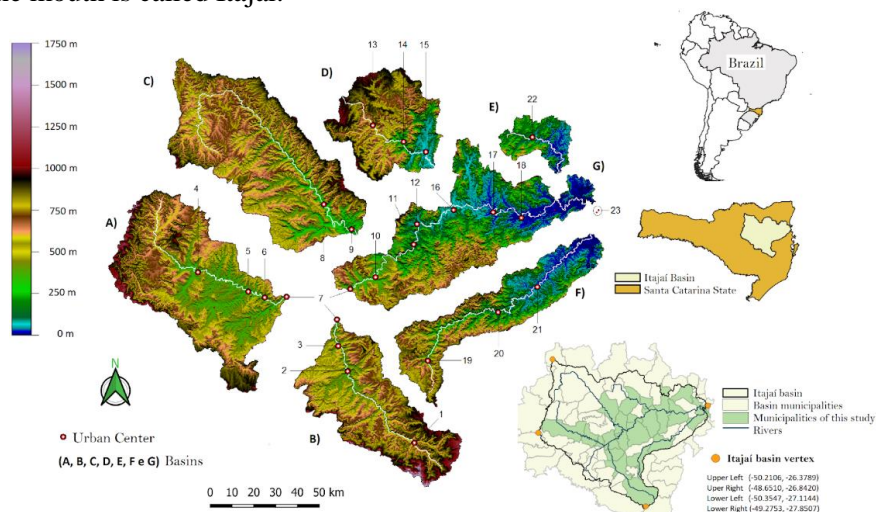 1750 m
1500 m
1250 m
1000 m
750 m
500 m
250 m
0 m
C)
D)
13
14
15
E)
22
Brazil
A)
4
5
6
8
9
7
10
11
12
16
17
18
G)
23
F)
3
2
1
B)
19
20
21
Itajaí Basin
Santa Catarina State
N
Urban Center
(A, B, C, D, E, F e G) Basins
0 10 20 30 40 50 km
Itajaí basin
Basin municipalities
Municipalities of this study
Rivers
Itajaí basin vertex
Upper Left (-50.2106, -26.3789)
Uper Right (-48.6510, -26.8420)
Lower Left (-50.3547, -27.1144)
Lower Right (-49.2753, -27.8507)